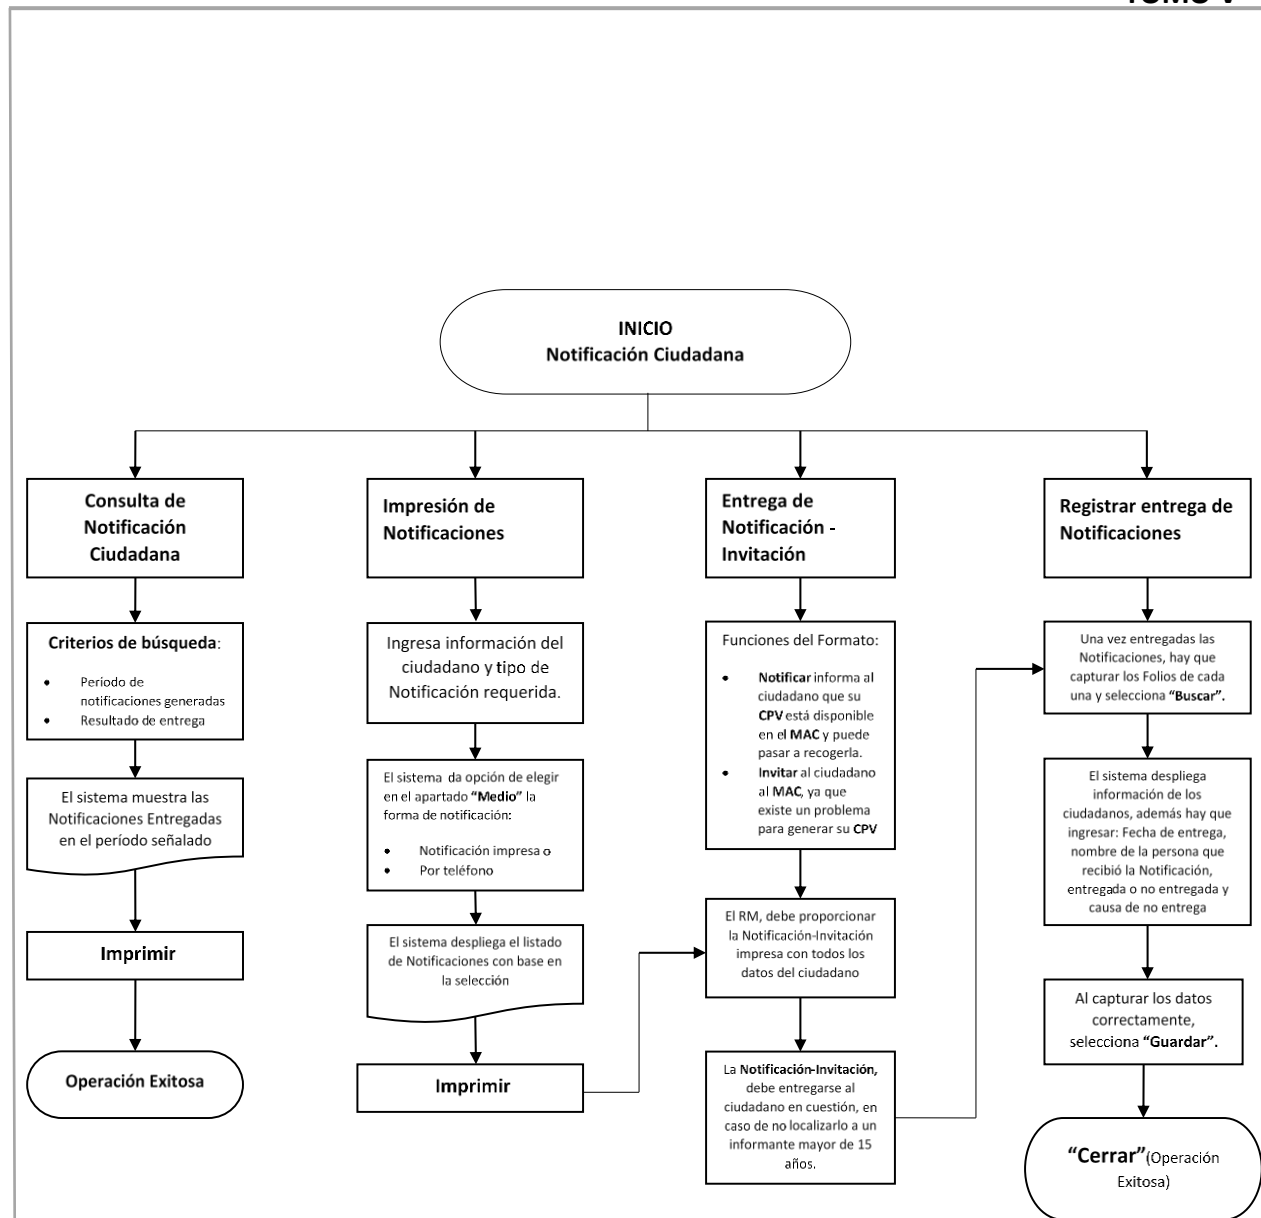 TOMO V
INICIO
Notificación Ciudadana
Consulta de
Notificación
Ciudadana
Criterios de búsqueda:
• Periodo de
notificaciones generadas
• Resultado de entrega
El sistema muestra las
Notificaciones Entregadas
en el período señalado
Imprimir
Operación Exitosa
Impresión de
Notificaciones
Ingresa información del
ciudadano y tipo de
Notificación requerida.
El sistema da opción de elegir
en el apartado “Medio” la
forma de notificación:
• Notificación impresa o
• Por teléfono
El sistema despliega el listado
de Notificaciones con base en
la selección
Imprimir
Entrega de
Notificación -
Invitación
Funciones del Formato:
• Notificar informa al
ciudadano que su
CPV está disponible
en el MAC y puede
pasar a recogerla.
• Invitar al ciudadano
al MAC, ya que
existe un problema
para generar su CPV
El RM, debe proporcionar
la Notificación-Invitación
impresa con todos los
datos del ciudadano
La Notificación-Invitación,
debe entregarse al
ciudadano en cuestión, en
caso de no localizarlo a un
informante mayor de 15
años.
Registrar entrega de
Notificaciones
Una vez entregadas las
Notificaciones, hay que
capturar los Folios de cada
una y selecciona “Buscar”.
El sistema despliega
información de los
ciudadanos, además hay que
ingresar: Fecha de entrega,
nombre de la persona que
recibió la Notificación,
entregada o no entregada y
causa de no entrega
Al capturar los datos
correctamente,
selecciona “Guardar”.
“Cerrar”(Operación
Exitosa)